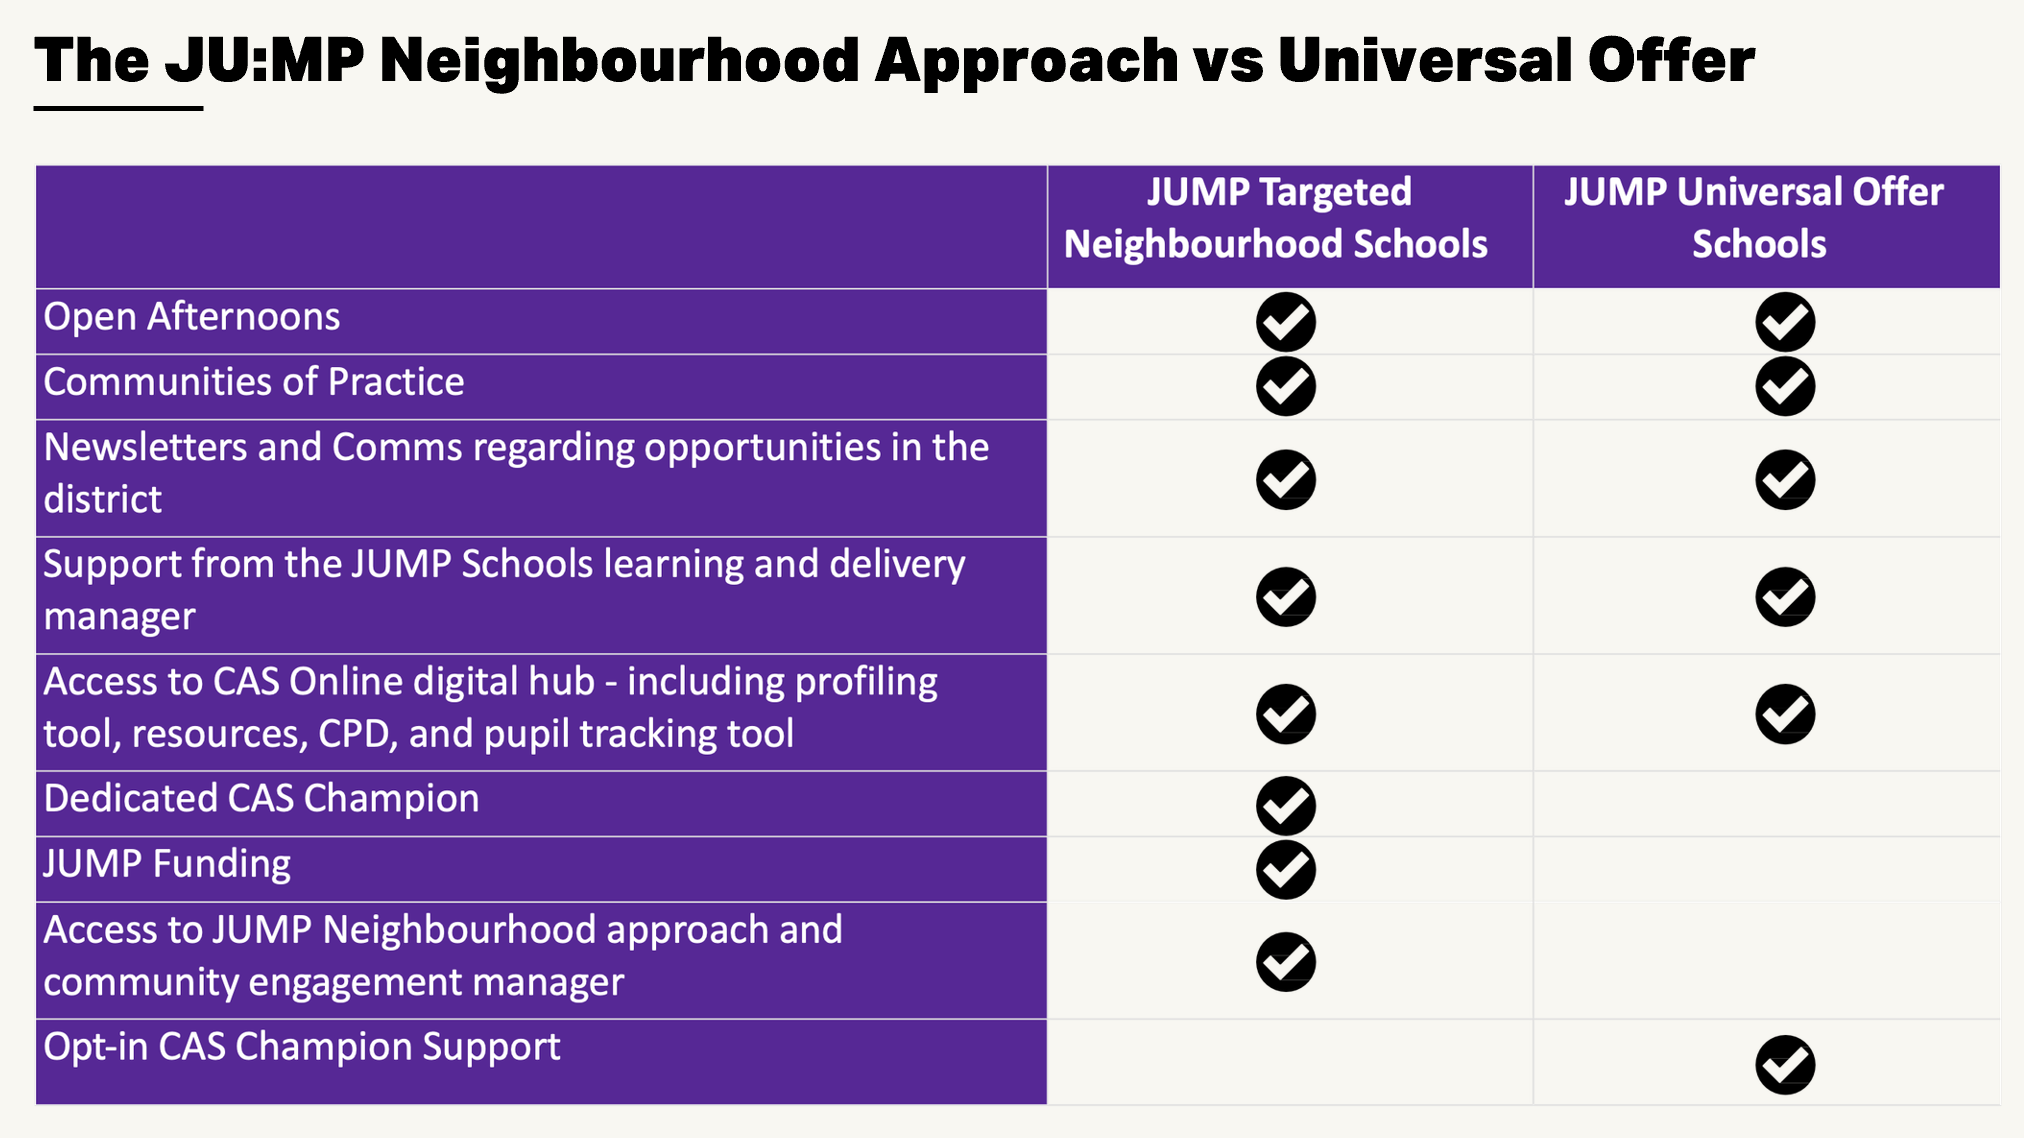 The JU:MP Neighbourhood Approach vs Universal Offer
JUMP Targeted
Neighbourhood Schools
JUMP Universal Offer
Schools
Open Afternoons
Communities of Practice
Newsletters and Comms regarding opportunities in the
district
Support from the JUMP Schools learning and delivery
manager
Access to CAS Online digital hub - including profiling
tool, resources, CPD, and pupil tracking tool
Dedicated CAS Champion
JUMP Funding
Access to JUMP Neighbourhood approach and
community engagement manager
Opt-in CAS Champion Support